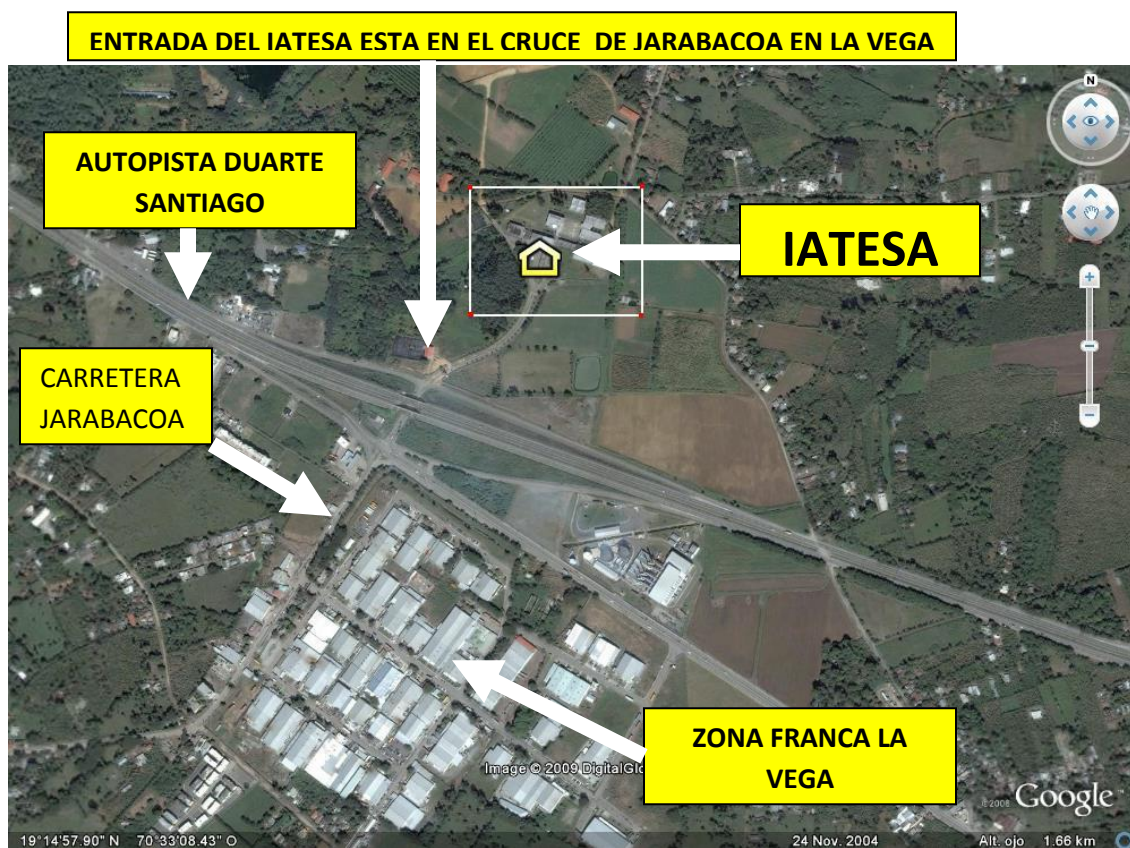 ENTRADA DEL IATESA ESTA EN EL CRUCE DE JARABACOA EN LA VEGA
N
AUTOPISTA DUARTE
SANTIAGO
IATESA
CARRETERA
JARABACOA
ZONA FRANCA LA
VEGA
Image © 2009 DigitalGlo
© 2008 Google
19°14'57.90" N 70°33'08.43" O
24 Nov. 2004
Alt. ojo 1.66 km